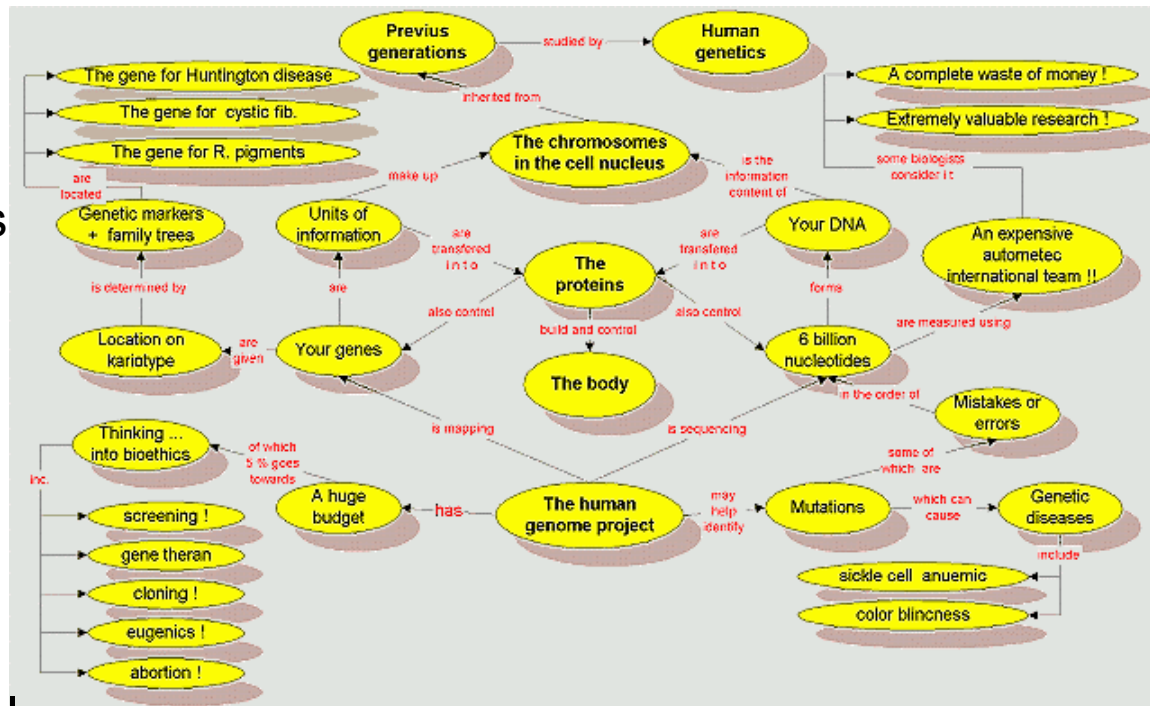 Previus
generations
studied by
Human
genetics
The gene for Huntington disease
The gene for cystic fib.
The gene for R. pigments
are
located
Genetic markers
+ family trees
is determined by
Location on
kariotype
are
given
Your genes
are
Units of
information
make up
inherited from
The chromosomes
in the cell nucleus
is the
information
content of
A complete waste of money !
Extremely valuable research !
some biologists
consider it
An expensive
autometec
international team !!
Your DNA
are
transfered
into
The
proteins
are
transfered
into
also control
build and control
also control
The body
forms
6 billion
nucleotides
are measured using
in the order of
Mistakes or
errors
is mapping
is sequencing
some of
which are
Thinking ...
into bioethics
of which
5 % goes
towards
A huge
budget
has
The human
genome project
may
help
identify
Mutations
which can
cause
Genetic
diseases
include
sickle cell anuemic
color blincness
inc.
screening !
gene theran
cloning !
eugenics !
abortion !
s